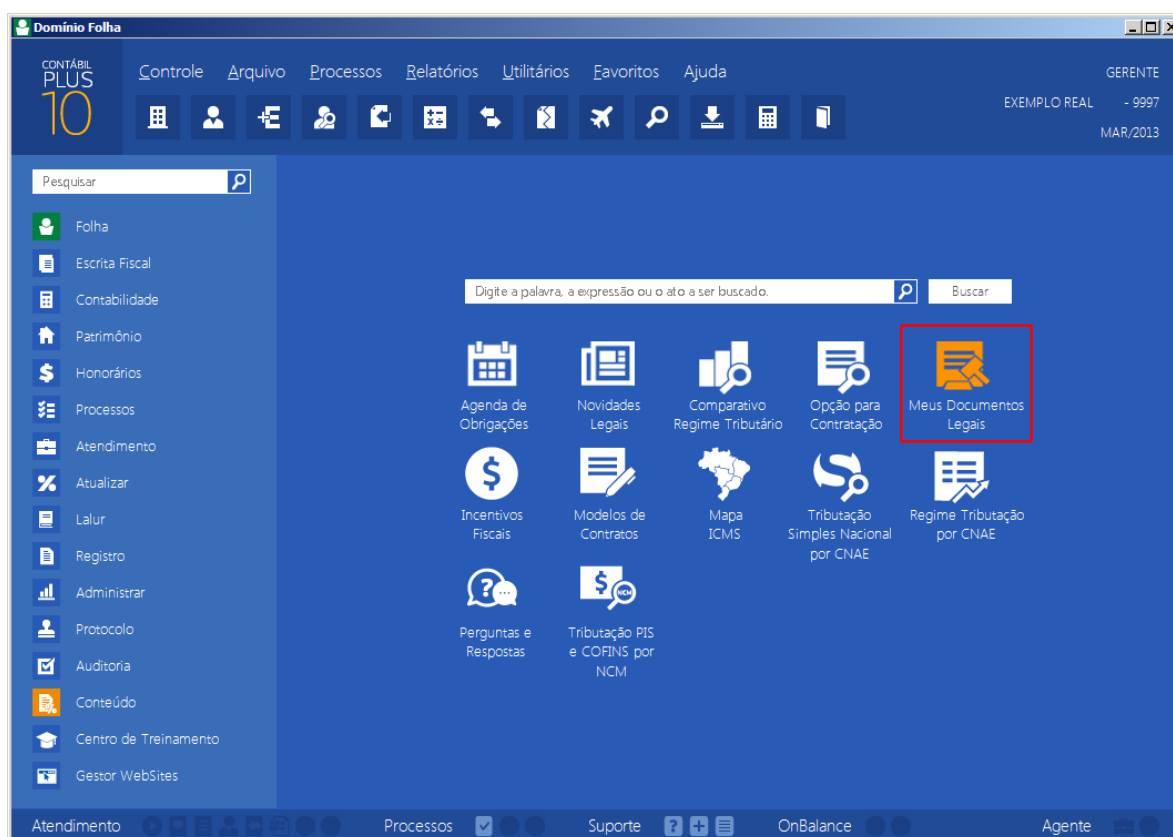 Domínio Folha
CONTÁBIL
PLUS
10
Controle Arquivo Processos Relatórios Utilitários Favoritos Ajuda
GERENTE
EXEMPLO REAL - 9997
MAR/2013
Pesquisar
Folha
Escrita Fiscal
Contabilidade
Patrimônio
Honorários
Processos
Atendimento
Atualizar
Lalur
Registro
Administrar
Protocolo
Auditoria
Conteúdo
Centro de Treinamento
Gestor WebSites
Digite a palavra, a expressão ou o ato a ser buscado.
Buscar
Agenda de
Obrigações
Novidades
Legais
Comparativo
Regime Tributário
Opção para
Contratação
Meus Documentos
Legais
Incentivos
Fiscais
Modelos de
Contratos
Mapa
ICMS
Tributação
Simples Nacional
por CNAE
Regime Tributação
por CNAE
Perguntas e
Respostas
NCM
Tributação PIS
e COFINS por
NCM
Atendimento Processos Suporte OnBalance Agente